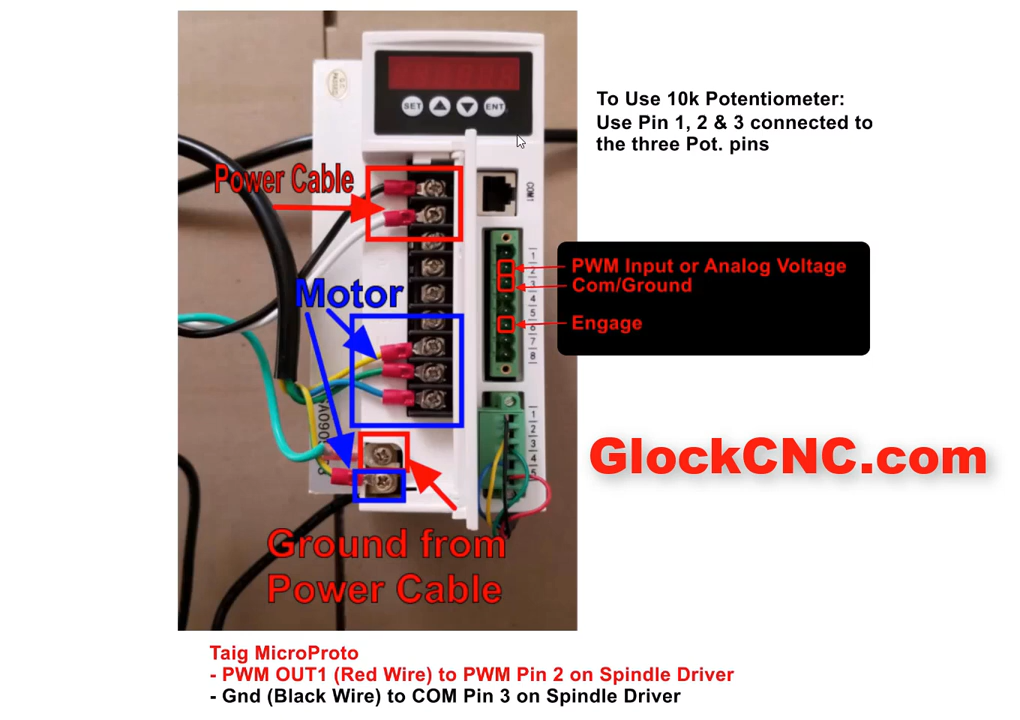 To Use 10k Potentiometer:
Use Pin 1, 2 & 3 connected to
the three Pot. pins
SET
ENT
Power Cable
COM1
1
2
3
4
5
6
7
8
PWM Input or Analog Voltage
Com/Ground
Engage
Motor
1
2
3
4
5
GlockCNC.com
Ground from
Power Cable
Taig MicroProto
- PWM OUT1 (Red Wire) to PWM Pin 2 on Spindle Driver
- Gnd (Black Wire) to COM Pin 3 on Spindle Driver